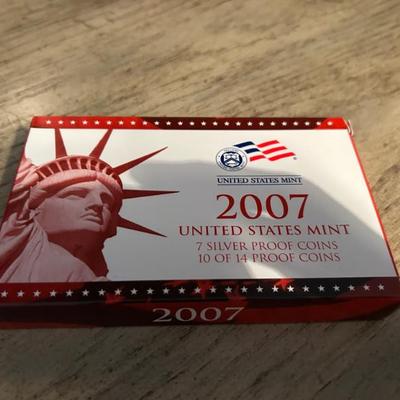 UNITED STATES MINT
2007
UNITED STATES MINT
7 SILVER PROOF COINS
10 OF 14 PROOF COINS
2007